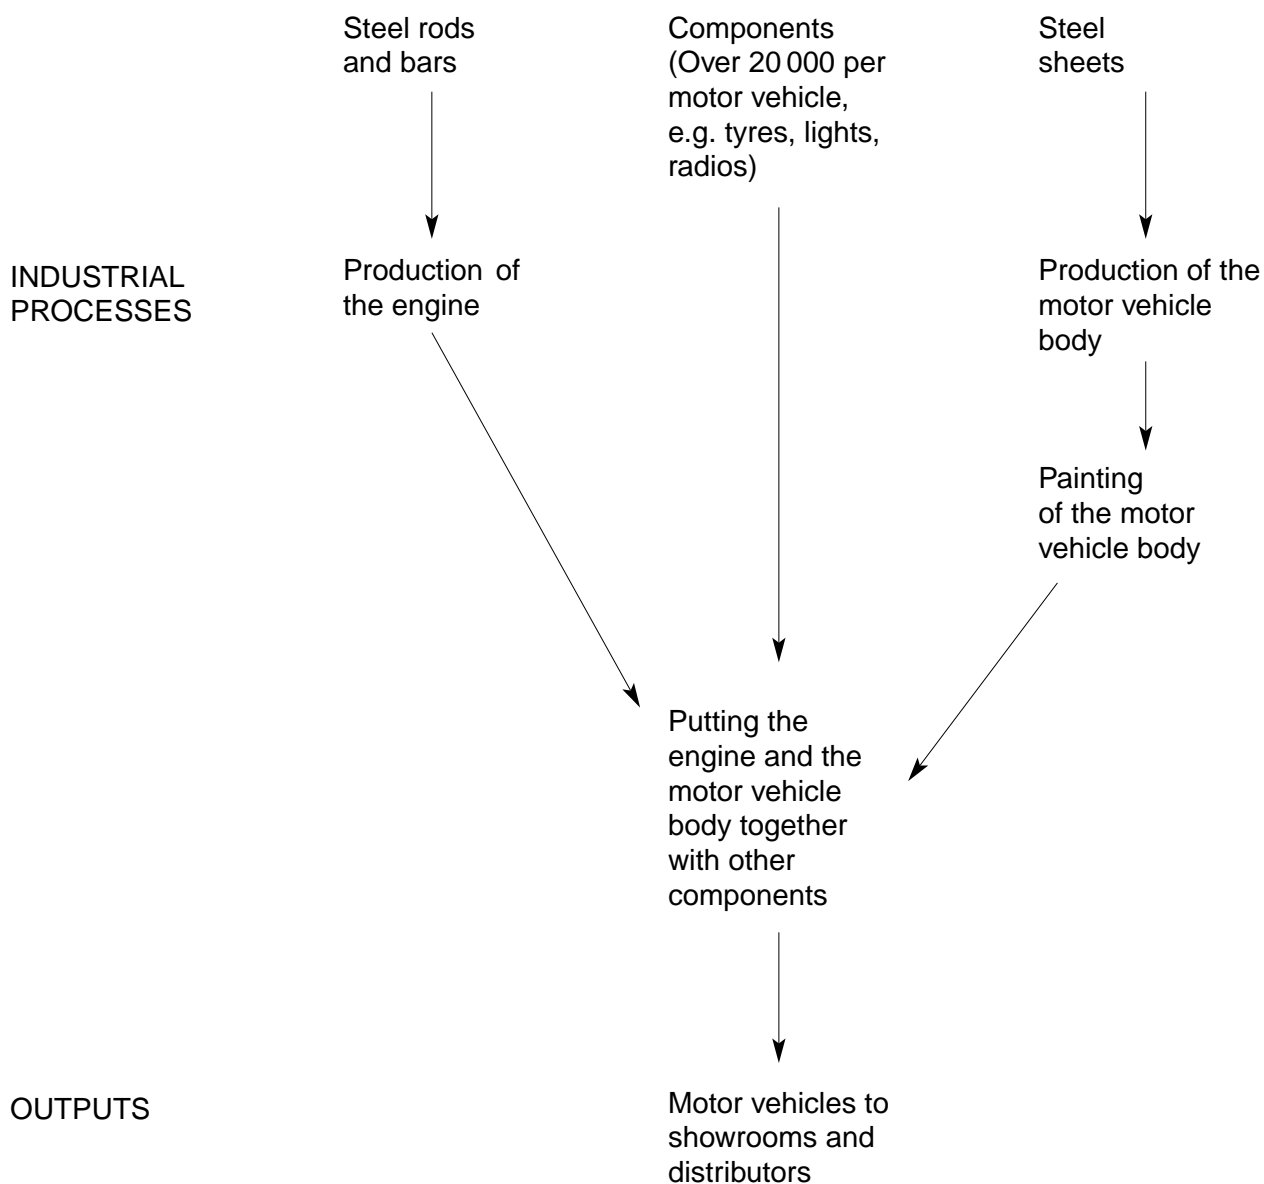 Steel rods
and bars
Components
(Over 20 000 per
motor vehicle,
e.g. tyres, lights,
radios)
Steel
sheets
INDUSTRIAL
PROCESSES
Production of
the engine
Production of the
motor vehicle
body
Painting
of the motor
vehicle body
Putting the
engine and the
motor vehicle
body together
with other
components
OUTPUTS
Motor vehicles to
showrooms and
distributors